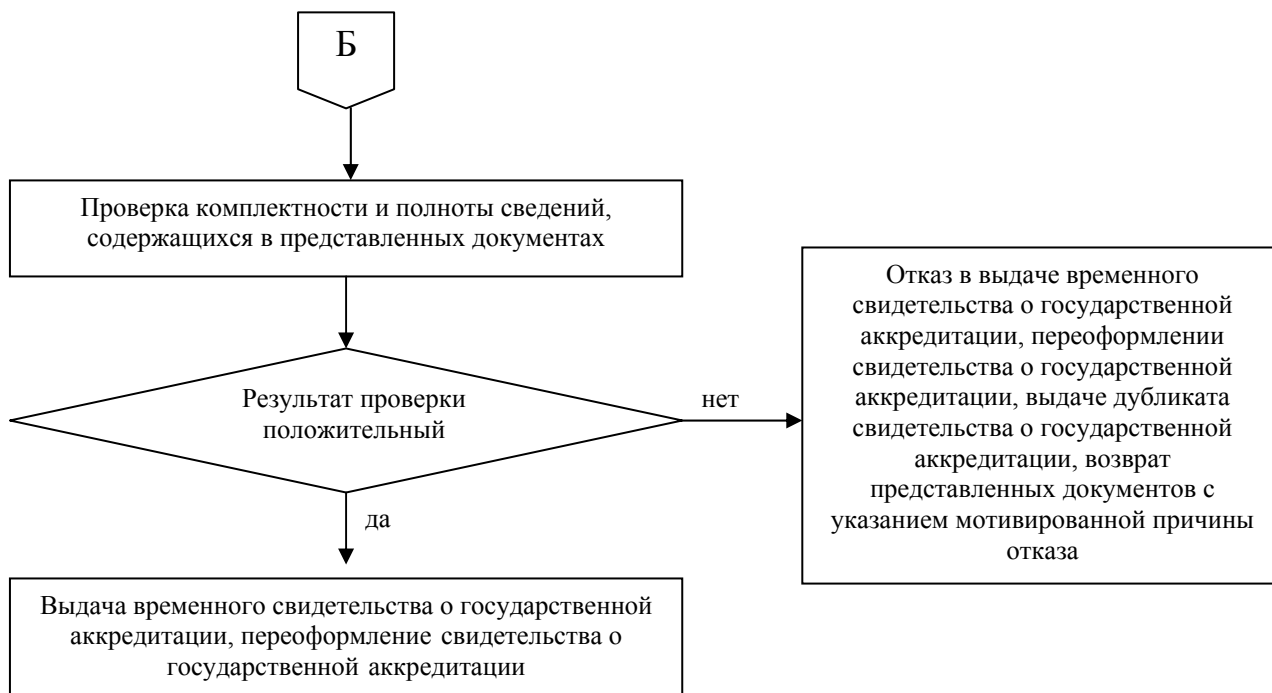 Б
Проверка комплектности и полноты сведений,
содержащихся в представленных документах
Результат проверки
положительный
нет
Отказ в выдаче временного
свидетельства о государственной
аккредитации, переоформлении
свидетельства о государственной
аккредитации, выдаче дубликата
свидетельства о государственной
аккредитации, возврат
представленных документов с
указанием мотивированной причины
отказа
да
Выдача временного свидетельства о государственной
аккредитации, переоформление свидетельства о
государственной аккредитации